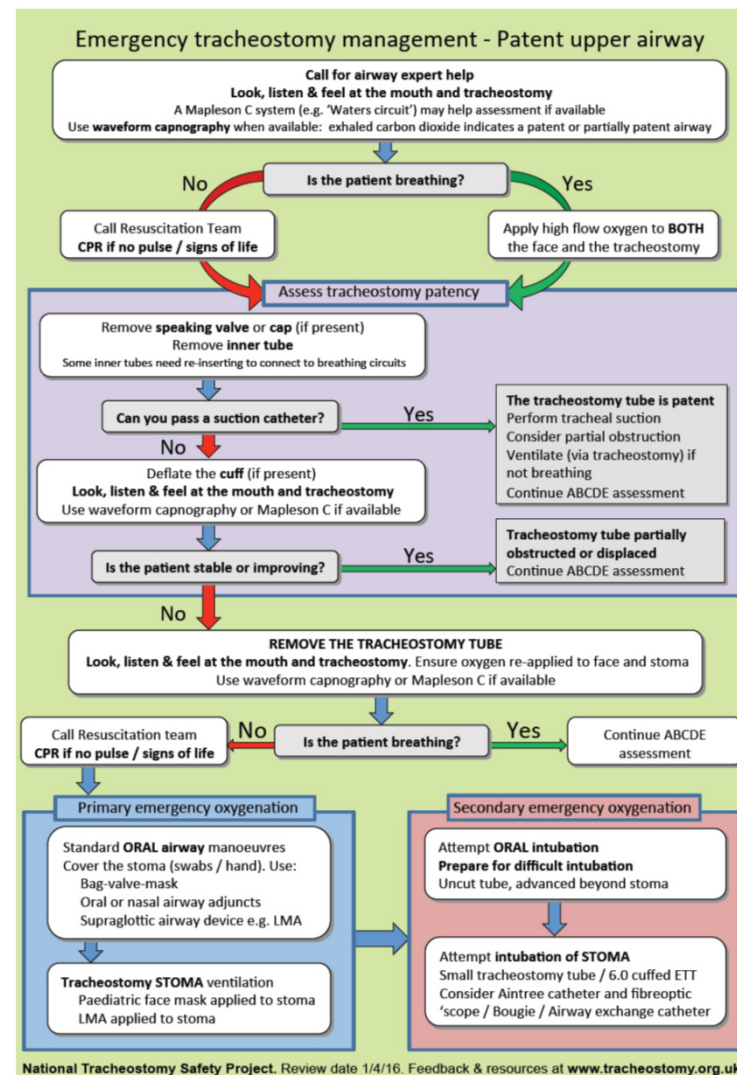 Emergency tracheostomy management - Patent upper airway
Call for airway expert help
Look, listen & feel at the mouth and tracheostomy
A Mapleson C system (e.g. ‘Waters circuit’) may help assessment if available
Use waveform capnography when available: exhaled carbon dioxide indicates a patent or partially patent airway
No
Is the patient breathing?
Yes
Call Resuscitation Team
CPR if no pulse / signs of life
Apply high flow oxygen to BOTH
the face and the tracheostomy
Assess tracheostomy patency
Remove speaking valve or cap (if present)
Remove inner tube
Some inner tubes need re-inserting to connect to breathing circuits
Can you pass a suction catheter?
Yes
The tracheostomy tube is patent
Perform tracheal suction
Consider partial obstruction
Ventilate (via tracheostomy) if
not breathing
Continue ABCDE assessment
No
Deflate the cuff (if present)
Look, listen & feel at the mouth and tracheostomy
Use waveform capnography or Mapleson C if available
Is the patient stable or improving?
Yes
Tracheostomy tube partially
obstructed or displaced
Continue ABCDE assessment
No
REMOVE THE TRACHEOSTOMY TUBE
Look, listen & feel at the mouth and tracheostomy. Ensure oxygen re-applied to face and stoma
Use waveform capnography or Mapleson C if available
Call Resuscitation team
CPR if no pulse / signs of life
No
Is the patient breathing?
Yes
Continue ABCDE
assessment
Primary emergency oxygenation
Standard ORAL airway manoeuvres
Cover the stoma (swabs / hand). Use:
Bag-valve-mask
Oral or nasal airway adjuncts
Supraglottic airway device e.g. LMA
Tracheostomy STOMA ventilation
Paediatric face mask applied to stoma
LMA applied to stoma
Secondary emergency oxygenation
Attempt ORAL intubation
Prepare for difficult intubation
Uncut tube, advanced beyond stoma
Attempt intubation of STOMA
Small tracheostomy tube / 6.0 cuffed ETT
Consider Aintree catheter and fibreoptic
‘scope / Bougie / Airway exchange catheter
National Tracheostomy Safety Project. Review date 1/4/16. Feedback & resources at www.tracheostomy.org.uk